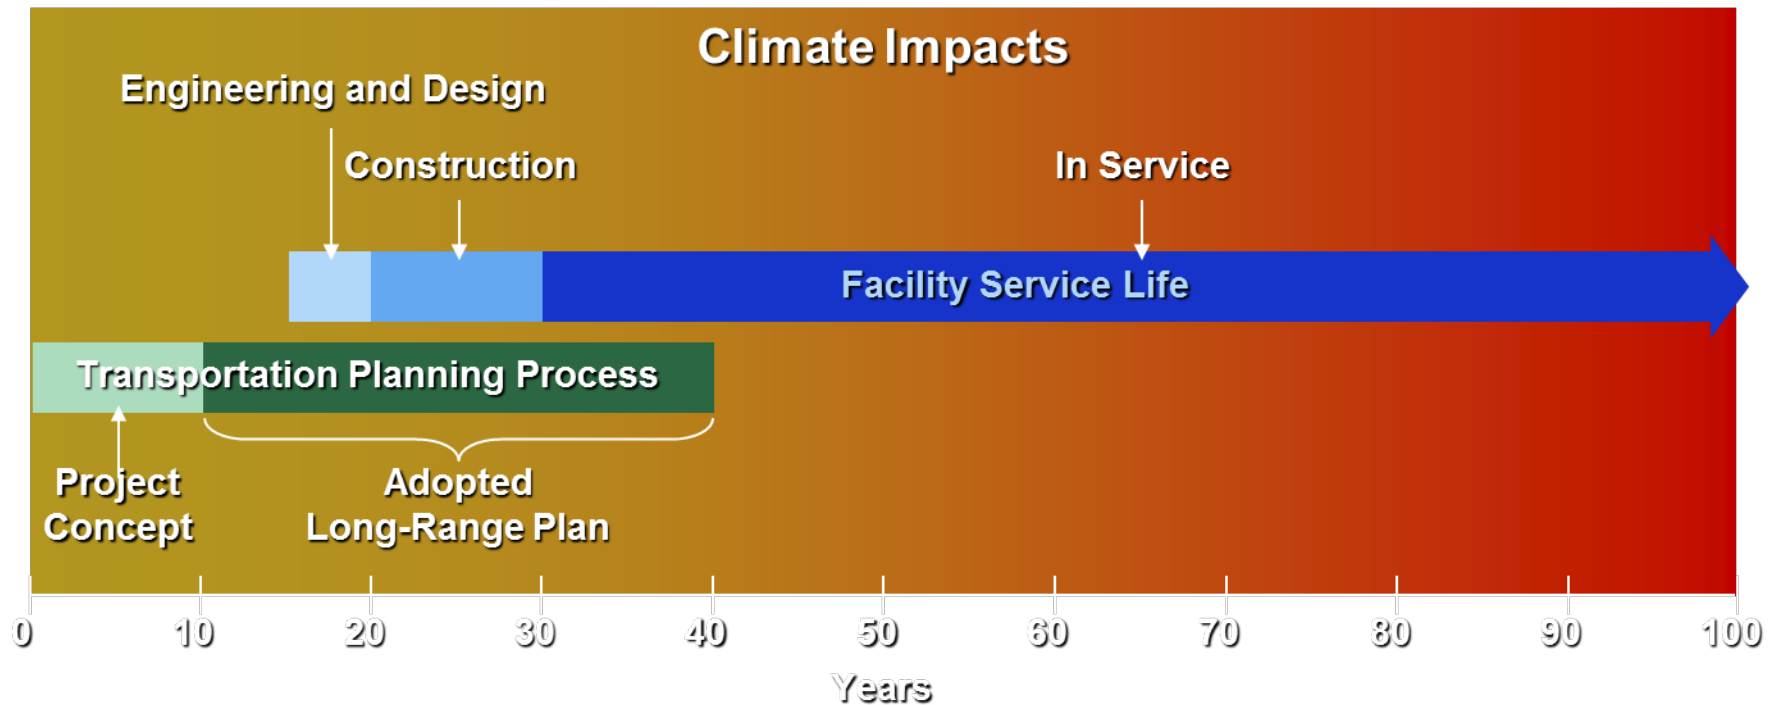 Climate Impacts
Engineering and Design
Construction
In Service
Facility Service Life
Transportation Planning Process
Project
Concept
Adopted
Long-Range Plan
0 10 20 30 40 50 60 70 80 90 100
Years